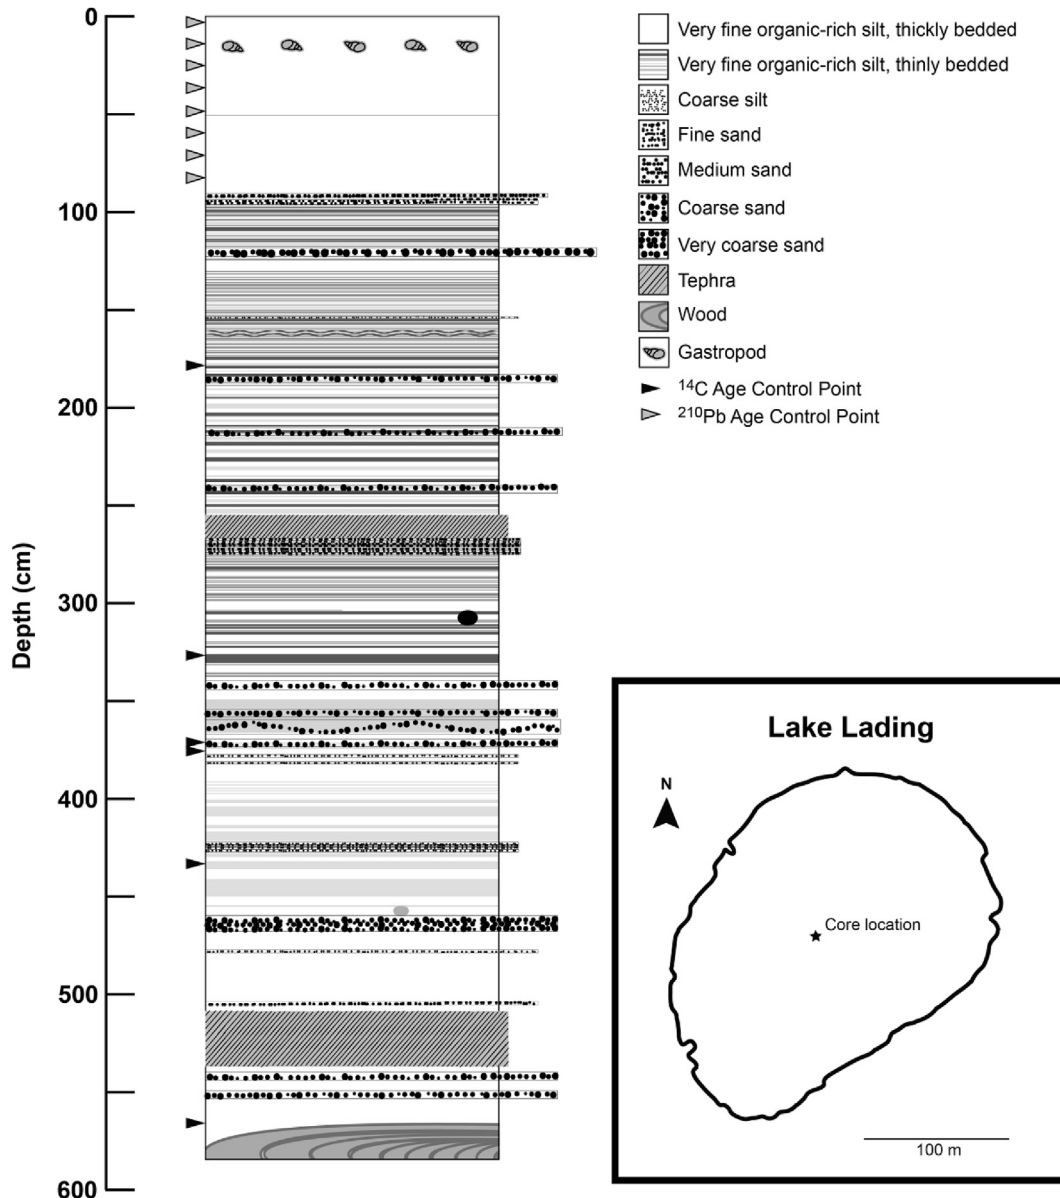 0
100
200
300
400
500
600
Depth (cm)
Very fine organic-rich silt, thickly bedded
Very fine organic-rich silt, thinly bedded
Coarse silt
Fine sand
Medium sand
Coarse sand
Very coarse sand
Tephra
Wood
Gastropod
14C Age Control Point
210Pb Age Control Point
Lake Lading
N
Core location
100 m